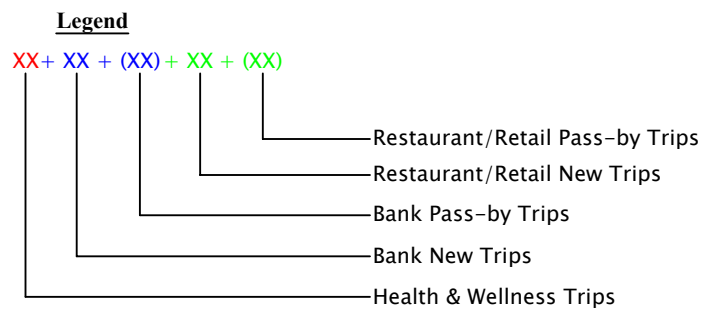 Legend
XX+ XX + (XX) + XX + (XX)
Restaurant/Retail Pass-by Trips
Restaurant/Retail New Trips
Bank Pass-by Trips
Bank New Trips
Health & Wellness Trips